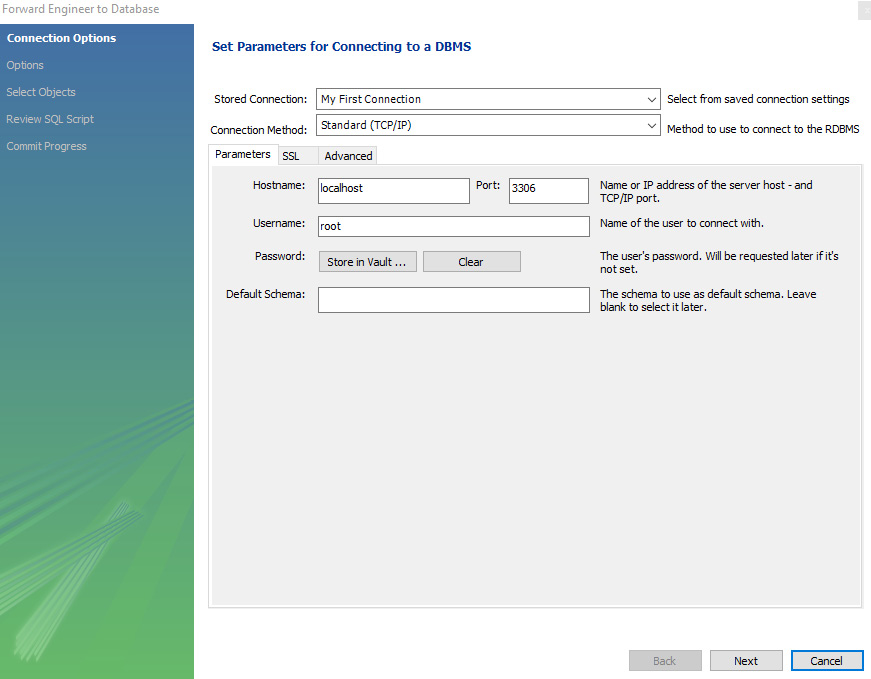 Forward Engineer to Database
Connection Options
Options
Select Objects
Review SQL Script
Commit Progress
Set Parameters for Connecting to a DBMS
Stored Connection: My First Connection Select from saved connection settings
Connection Method: Standard (TCP/IP) Method to use to connect to the RDBMS
Parameters SSL Advanced
Hostname: localhost Port: 3306 Name or IP address of the server host - and
TCP/IP port.
Username: root Name of the user to connect with.
Password: Store in Vault ... Clear The user's password. Will be requested later if it's
not set.
Default Schema: The schema to use as default schema. Leave
blank to select it later.
Back Next Cancel